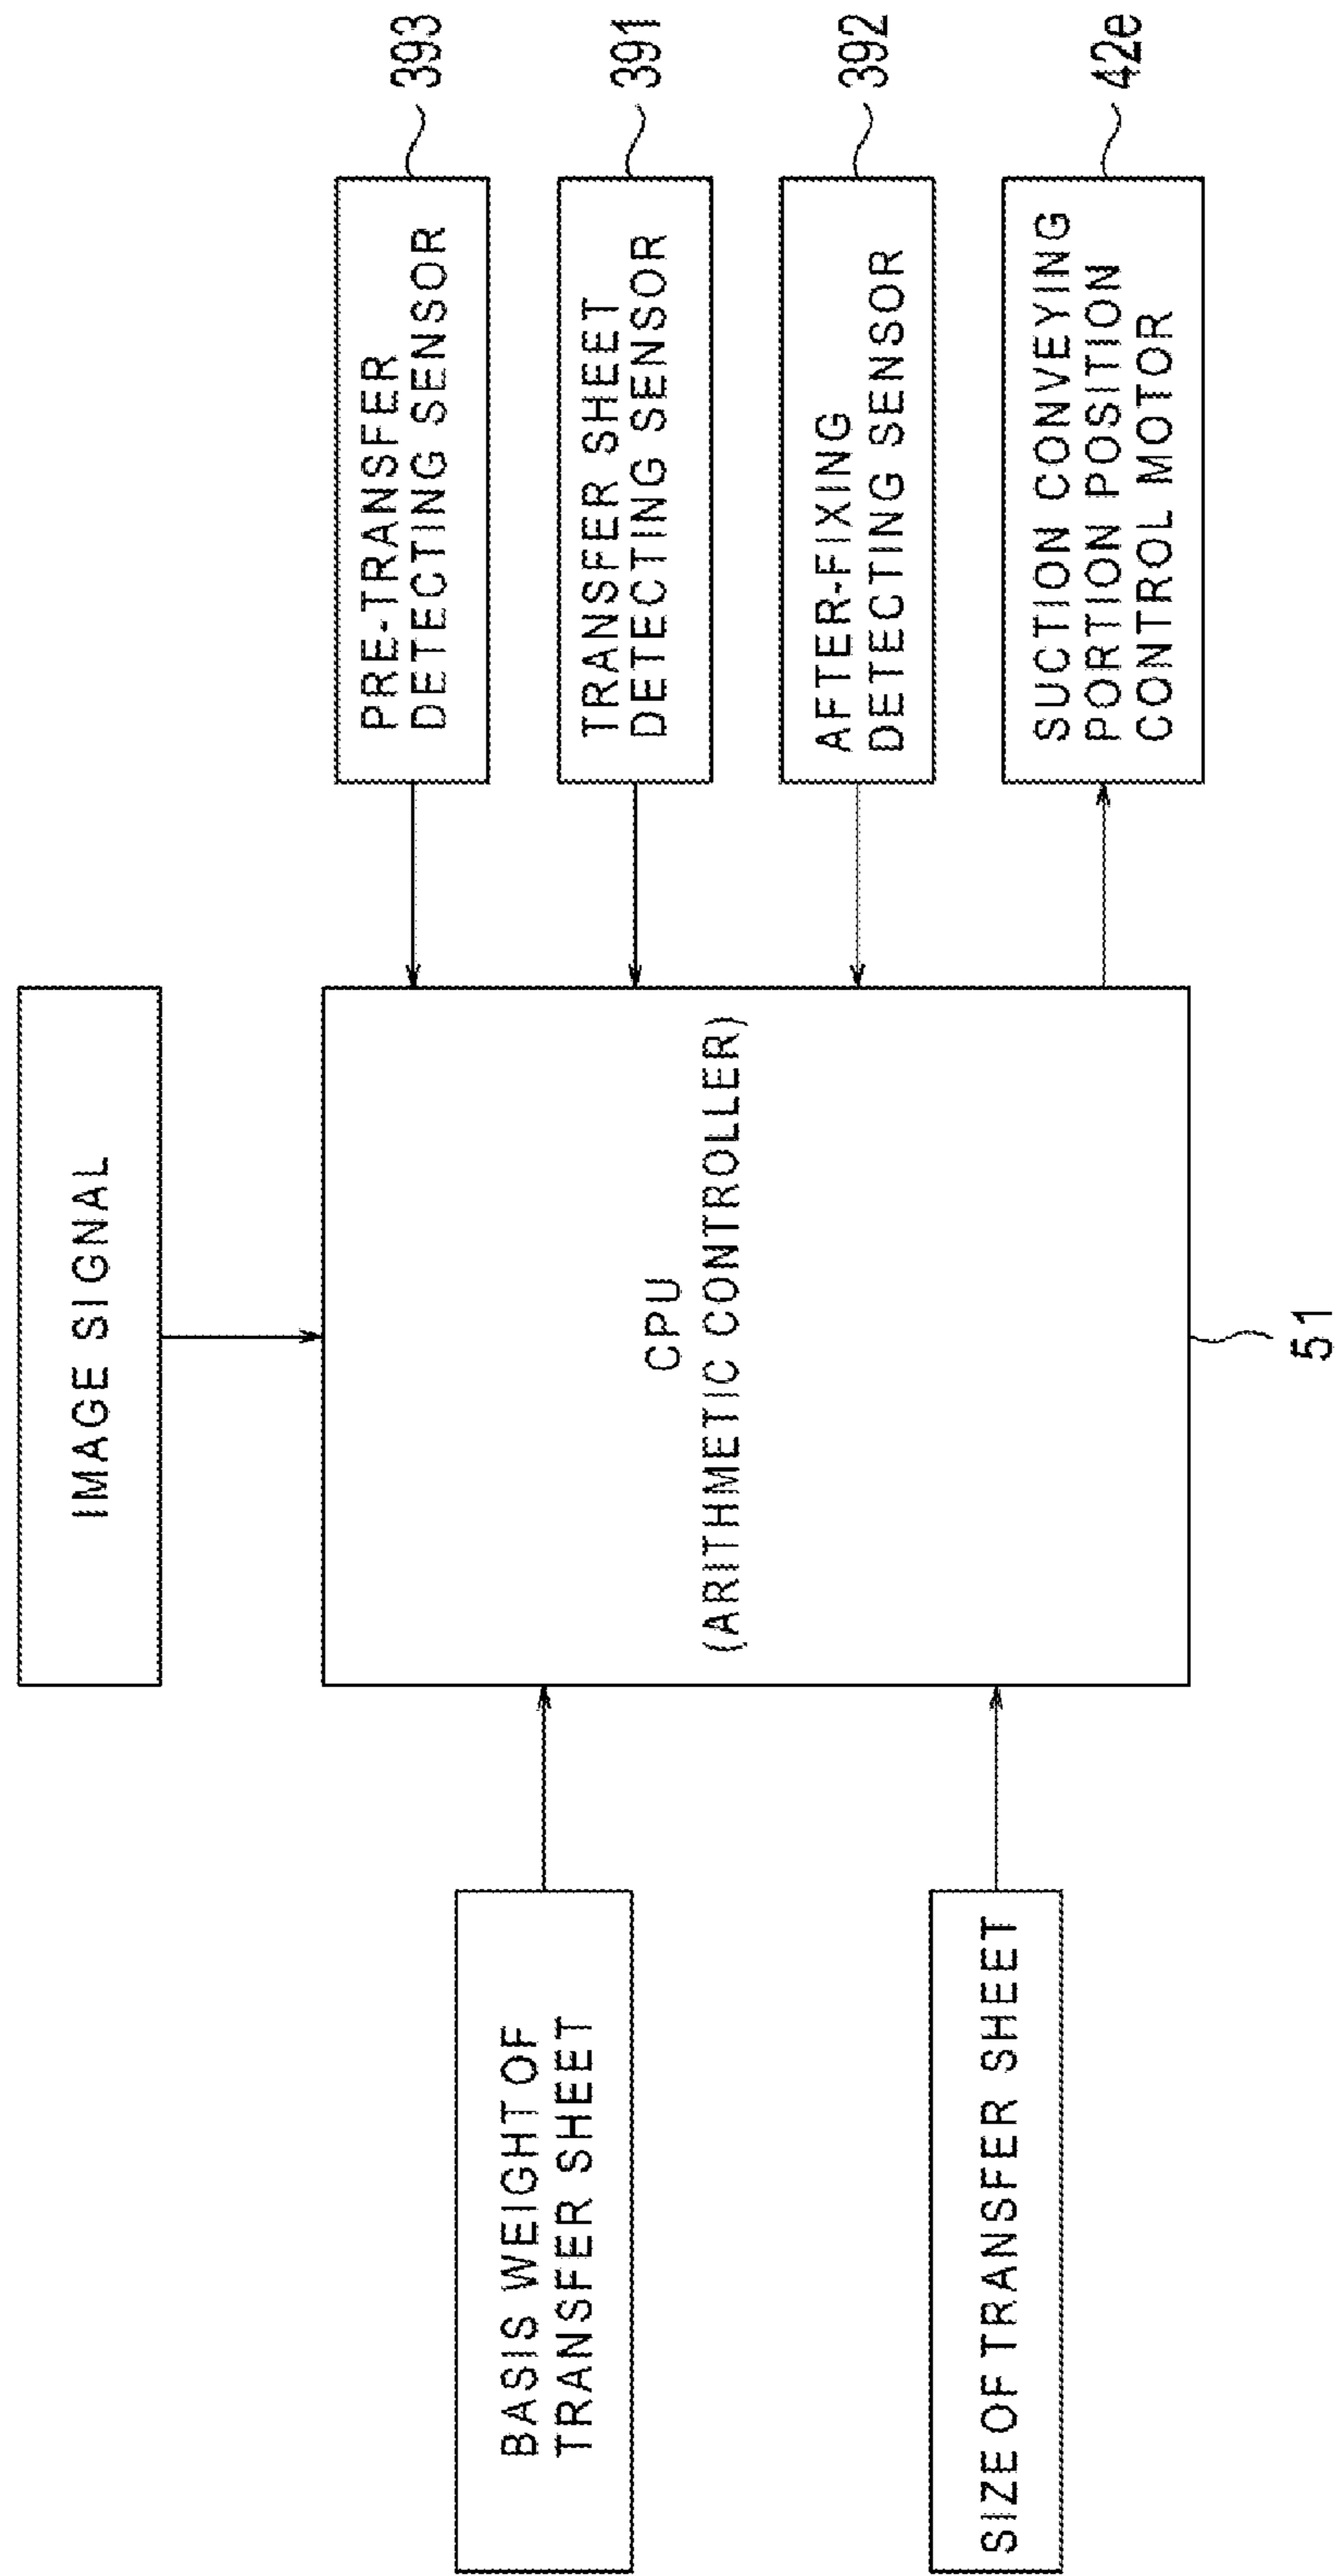 IMAGE SIGNAL
BASIS WEIGHT OF
TRANSFER SHEET
SIZE OF TRANSFER SHEET
CPU
(ARITHMETIC CONTROLLER)
51
PRE-TRANSFER
DETECTING SENSOR
393
TRANSFER SHEET
DETECTING SENSOR
391
AFTER-FIXING
DETECTING SENSOR
392
SUCTION CONVEYING
PORTION POSITION
CONTROL MOTOR
42e